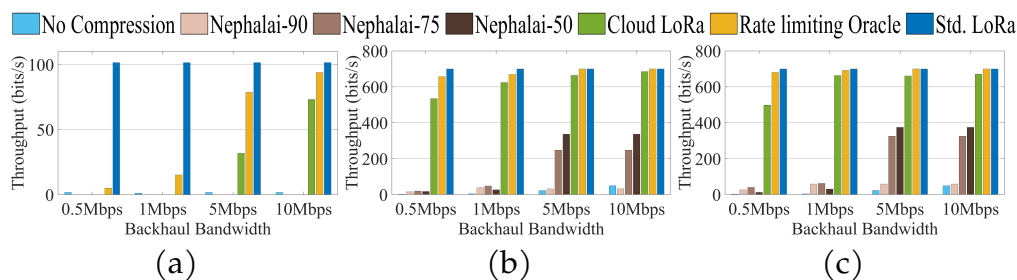 No Compression Nephalai-90 Nephalai-75 Nephalai-50 Cloud LoRa Rate limiting Oracle Std. LoRa
Throughput (bits/s)
100
50
0
0.5Mbps 1Mbps 5Mbps 10Mbps
Backhaul Bandwidth
(a)
Throughput (bits/s)
800
600
400
200
0
0.5Mbps 1Mbps 5Mbps 10Mbps
Backhaul Bandwidth
(b)
Throughput (bits/s)
800
600
400
200
0
0.5Mbps 1Mbps 5Mbps 10Mbps
Backhaul Bandwidth
(c)